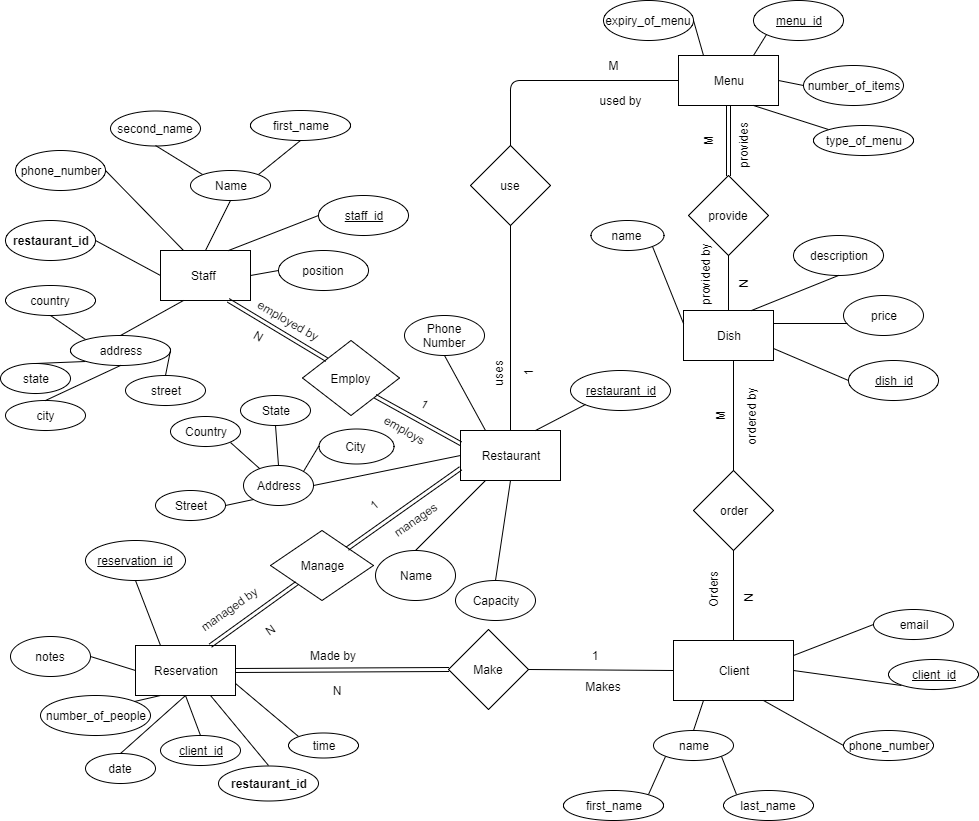 expiry_of_menu
menu_id
M
Menu
number_of_items
used by
first_name
second_name
M
provides
type_of_menu
phone_number
Name
use
staff_id
provide
restaurant_id
name
description
Staff
position
provided by
N
country
employed by
price
Phone
Number
N
Dish
address
uses
1
state
Employ
dish_id
street
restaurant_id
city
1
State
M
ordered by
Country
employs
City
Restaurant
Address
Street
1
manages
order
reservation_id
Manage
Name
Orders
N
Capacity
managed by
N
email
notes
Made by
1
Reservation
Make
Client
client_id
N
Makes
number_of_people
client_id
time
name
phone_number
date
restaurant_id
first_name
last_name